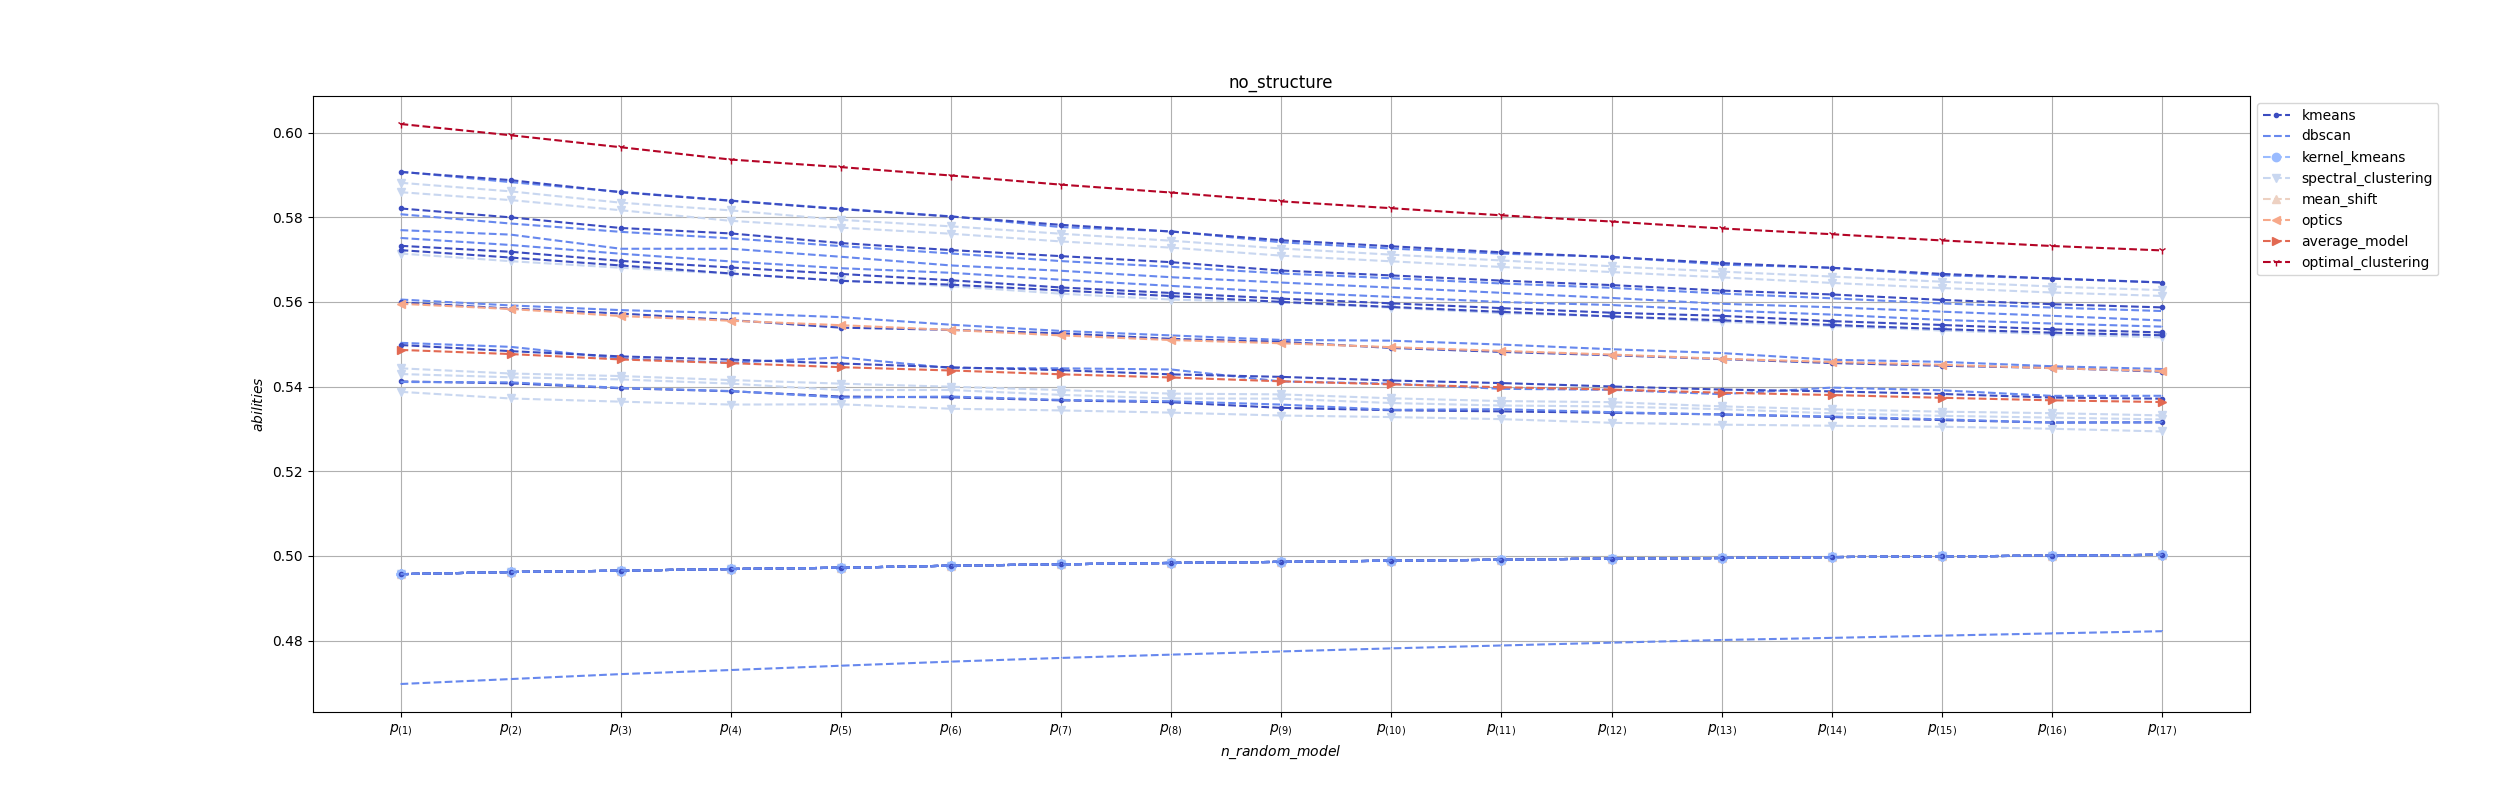 no_structure
0.60
0.58
0.56
0.54
0.52
0.50
0.48
abilities
p(1) p(2) p(3) p(4) p(5) p(6) p(7) p(8) p(9) p(10) p(11) p(12) p(13) p(14) p(15) p(16) p(17)
n_random_model
kmeans
dbscan
kernel_kmeans
spectral_clustering
mean_shift
optics
average_model
optimal_clustering